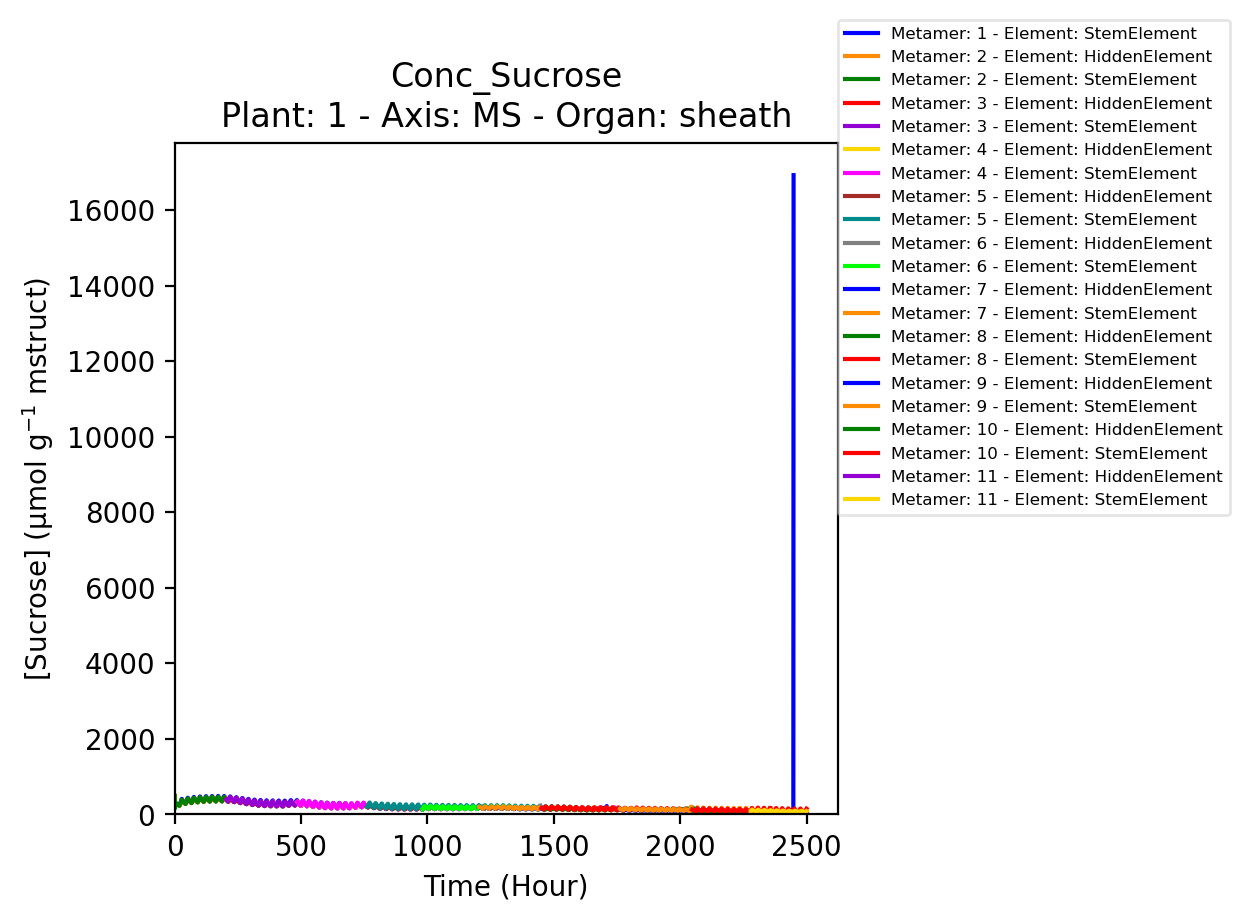 Conc_Sucrose
Plant: 1 - Axis: MS - Organ: sheath
[Sucrose] (µmol g⁻¹ mstruct)
16000
14000
12000
10000
8000
6000
4000
2000
0
0 500 1000 1500 2000 2500
Time (Hour)
Metamer: 1 - Element: StemElement
Metamer: 2 - Element: HiddenElement
Metamer: 2 - Element: StemElement
Metamer: 3 - Element: HiddenElement
Metamer: 3 - Element: StemElement
Metamer: 4 - Element: HiddenElement
Metamer: 4 - Element: StemElement
Metamer: 5 - Element: HiddenElement
Metamer: 5 - Element: StemElement
Metamer: 6 - Element: HiddenElement
Metamer: 6 - Element: StemElement
Metamer: 7 - Element: HiddenElement
Metamer: 7 - Element: StemElement
Metamer: 8 - Element: HiddenElement
Metamer: 8 - Element: StemElement
Metamer: 9 - Element: HiddenElement
Metamer: 9 - Element: StemElement
Metamer: 10 - Element: HiddenElement
Metamer: 10 - Element: StemElement
Metamer: 11 - Element: HiddenElement
Metamer: 11 - Element: StemElement